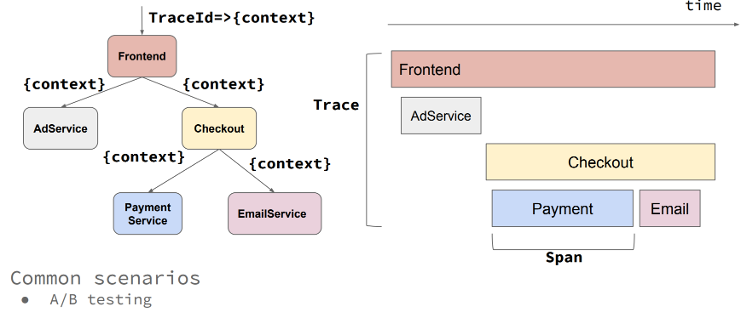 TraceId=>{context}
Frontend
{context}
{context}
AdService
Checkout
{context}
{context}
Payment
Service
EmailService
time
Trace
Frontend
AdService
Checkout
Payment
Email
Span
Common scenarios
● A/B testing